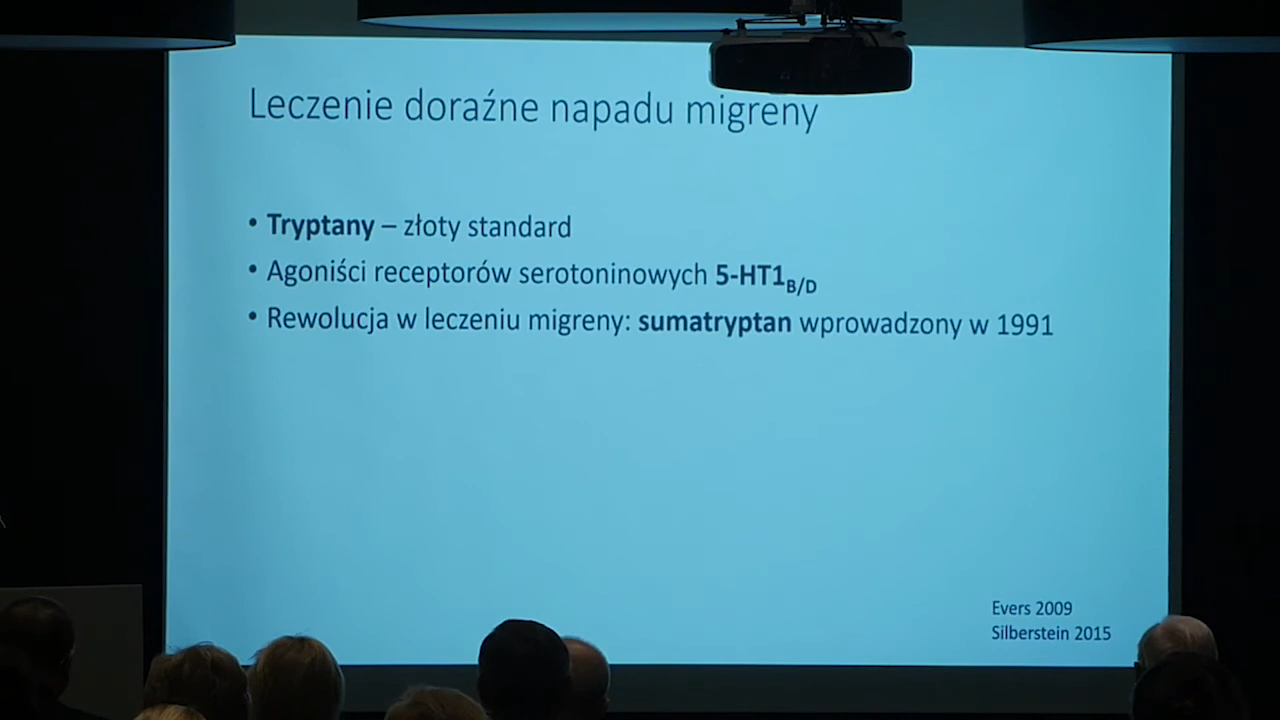 Leczenie doraźne napadu migreny
• Tryptany – złoty standard
• Agoniści receptorów serotoninowych 5-HT1B/D
• Rewolucja w leczeniu migreny: sumatryptan wprowadzony w 1991
Evers 2009
Silberstein 2015